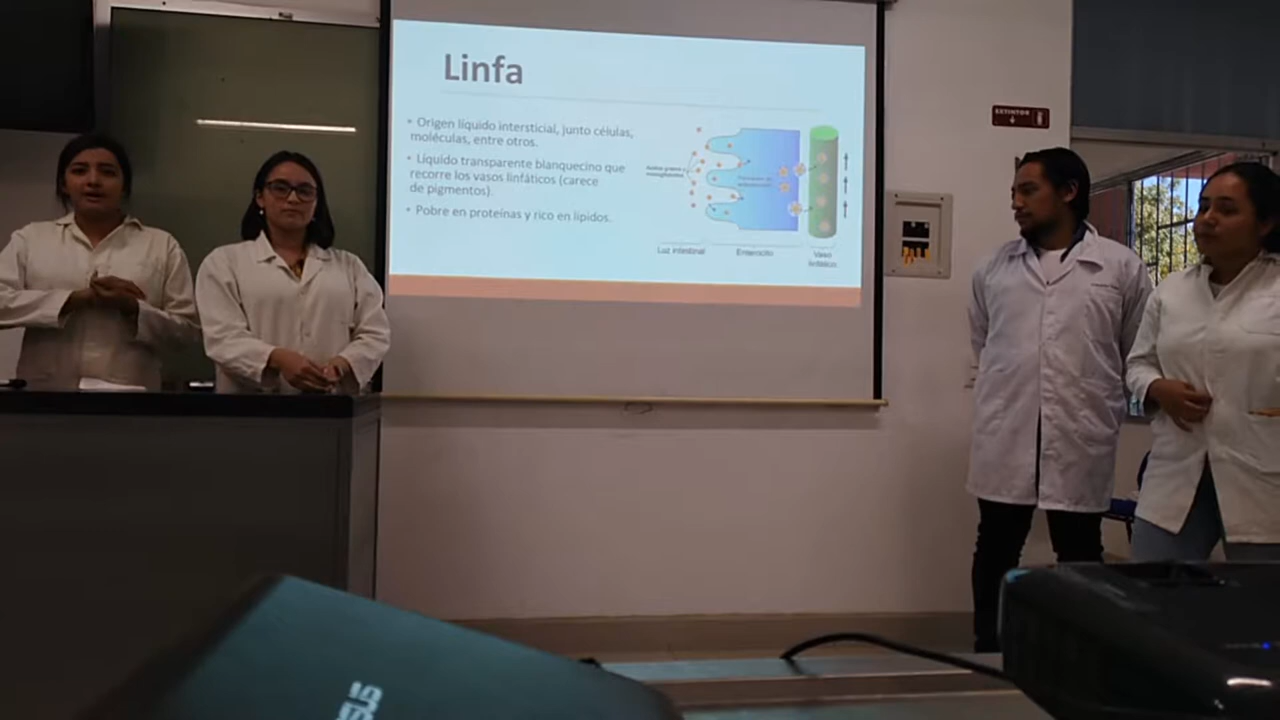 Linfa
• Origen líquido intersticial, junto células,
moléculas, entre otros.
• Líquido transparente blanquecino que
recorre los vasos linfáticos (carece
de pigmentos).
• Pobre en proteínas y rico en lípidos.
Luz intestinal
Enterocito
Vaso
linfático
EXTINTOR